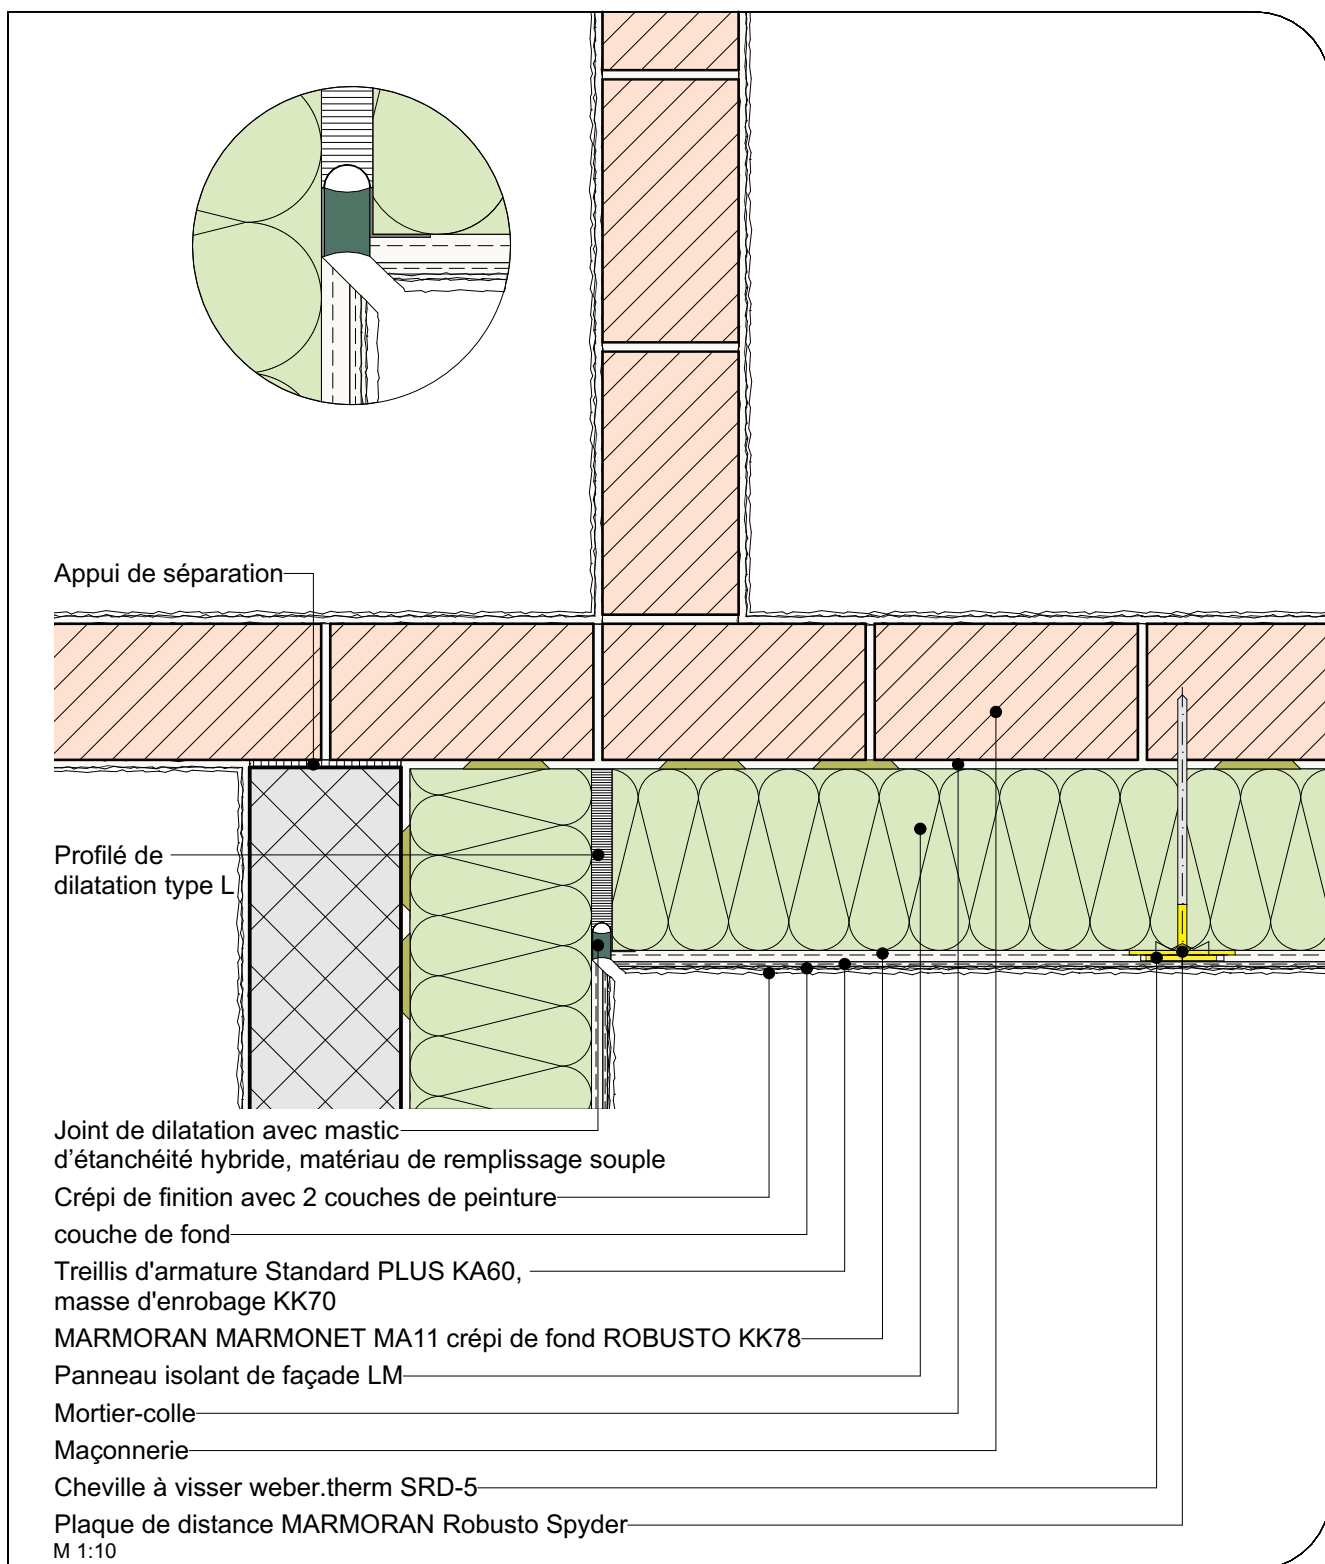 Appui de séparation
Profilé de
dilatation type L
Joint de dilatation avec mastic
d’étanchéité hybride, matériau de remplissage souple
Crépi de finition avec 2 couches de peinture
couche de fond
Treillis d'armature Standard PLUS KA60,
masse d'enrobage KK70
MARMORAN MARMONET MA11 crépi de fond ROBUSTO KK78
Panneau isolant de façade LM
Mortier-colle
Maçonnerie
Cheville à visser weber.therm SRD-5
Plaque de distance MARMORAN Robusto Spyder
M 1:10